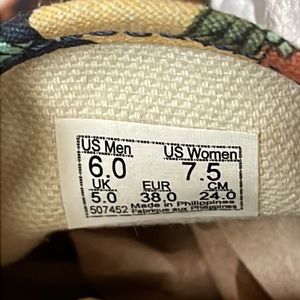 US Men US Women
6.0 7.5
UK EUR CM
5.0 38.0 24.0
507452 Made in Philippines
Fabrique aux Philippines